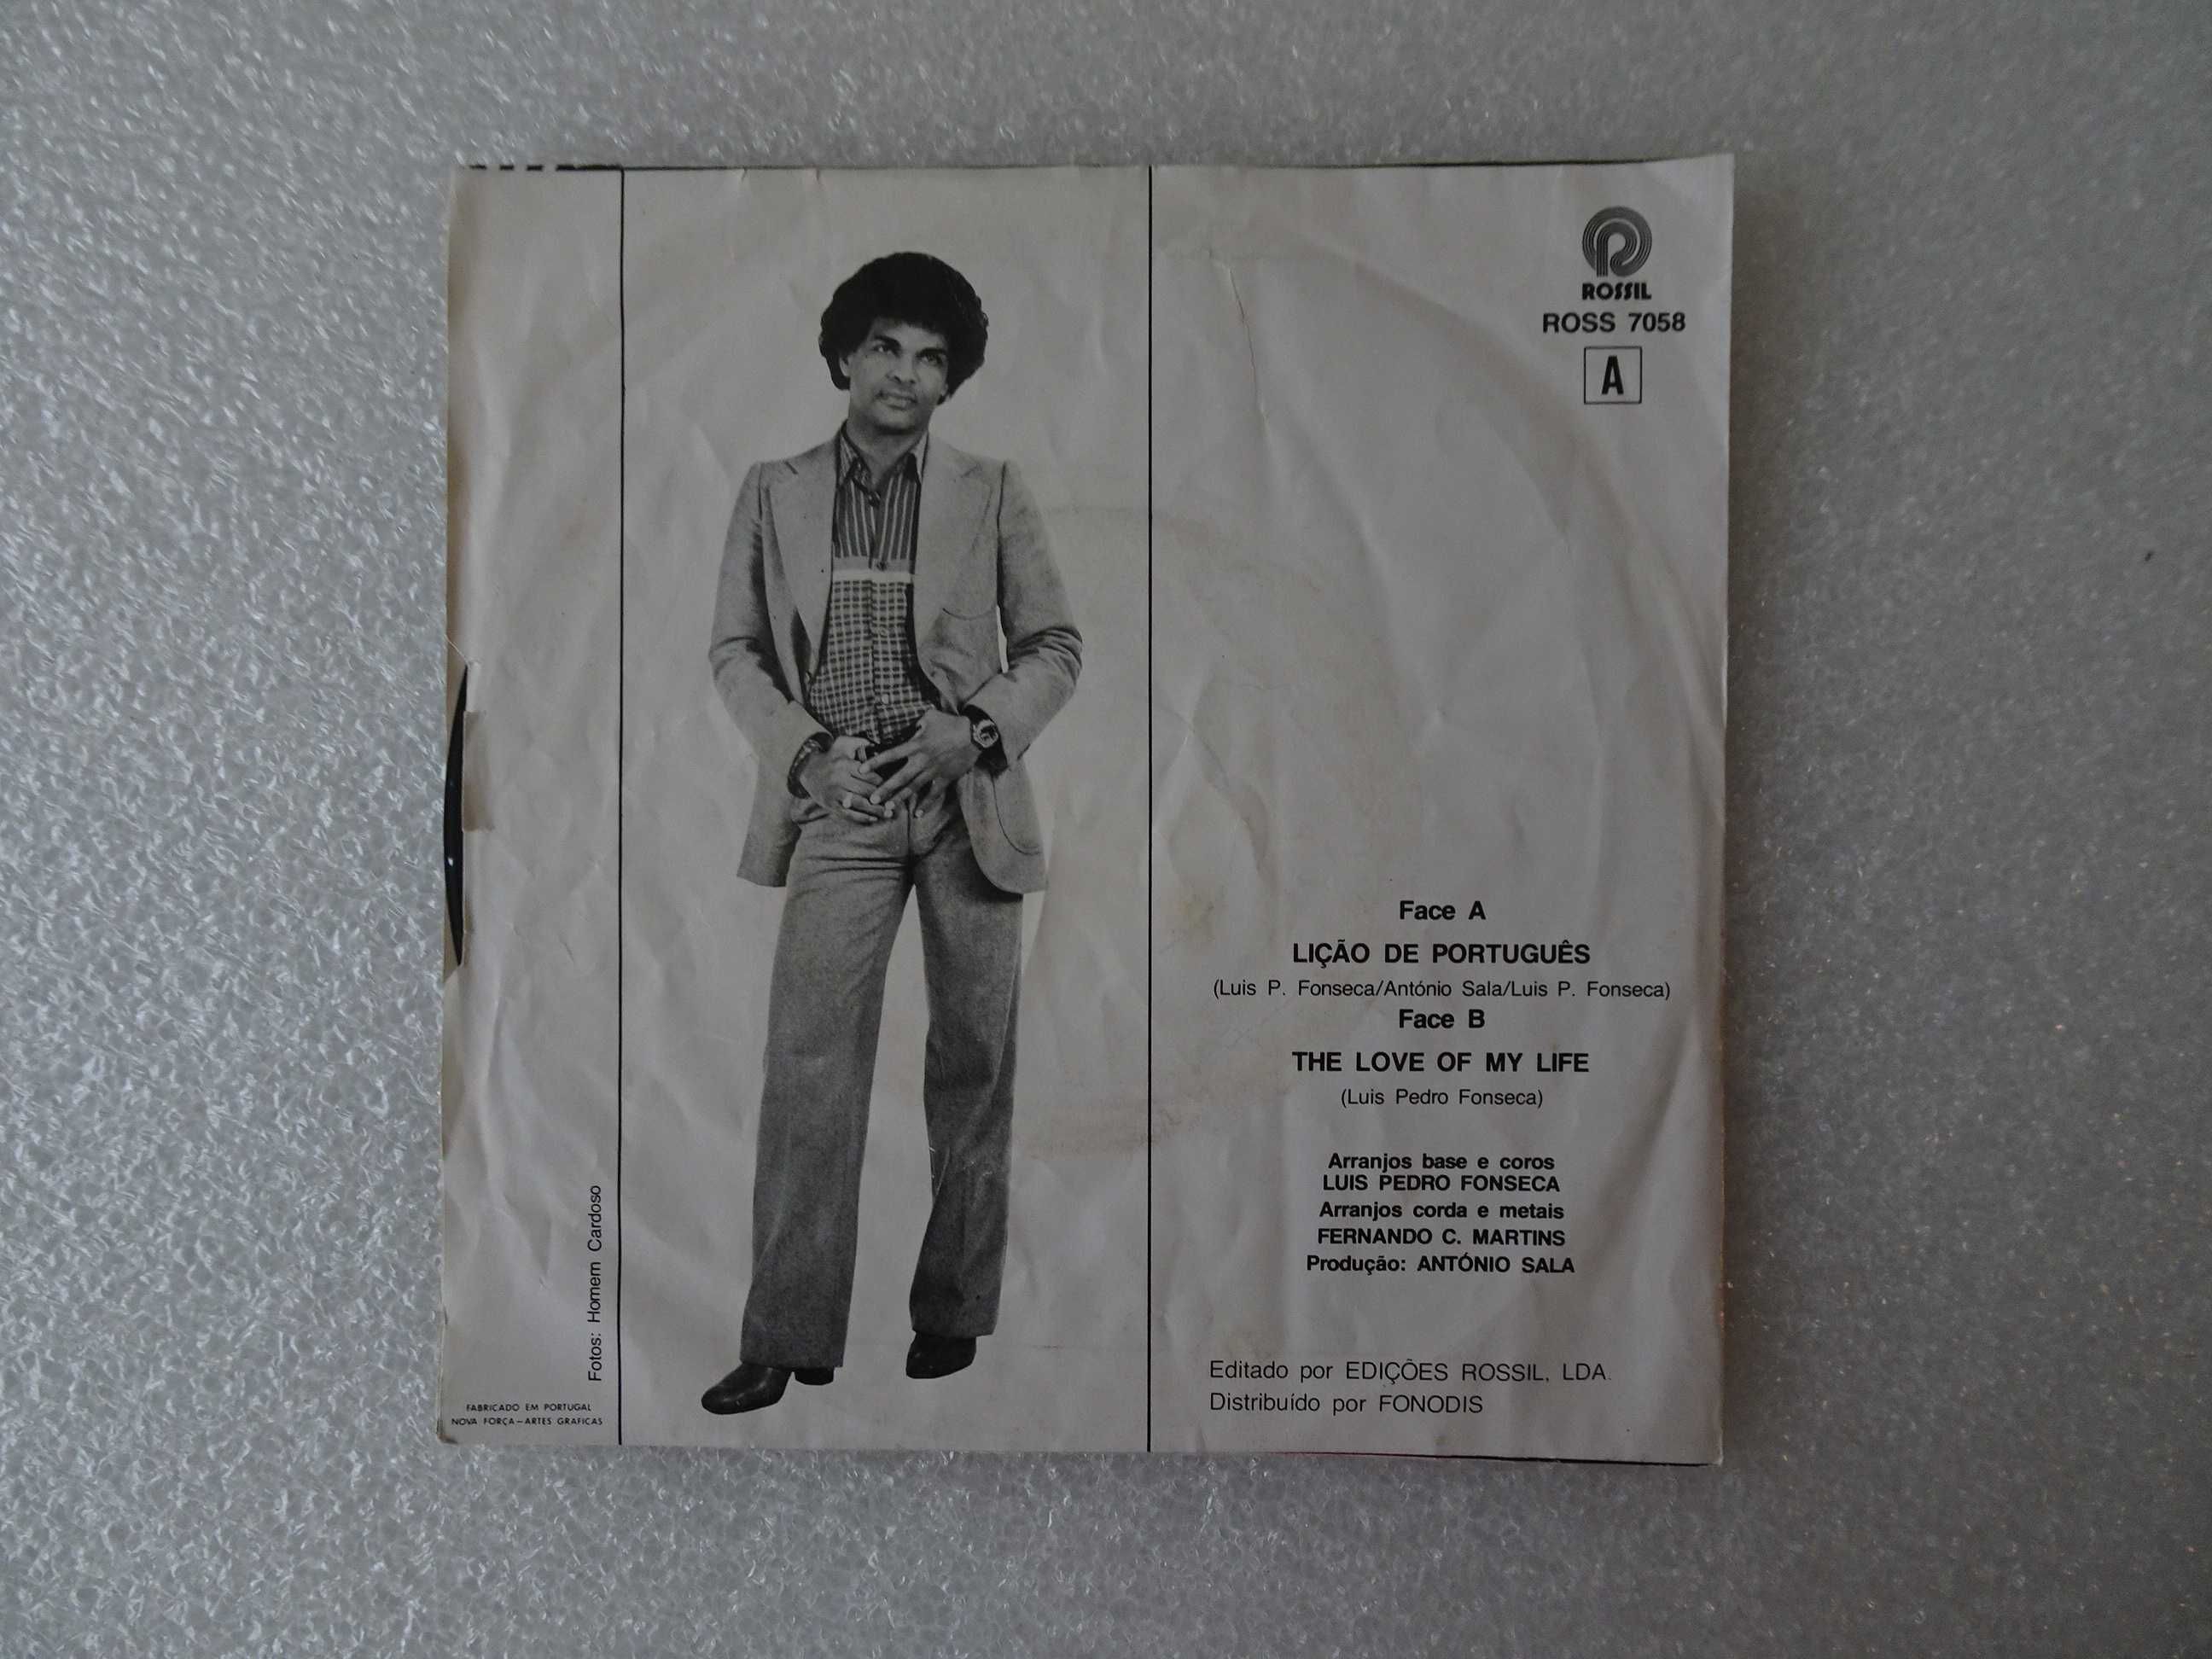 ROSSIL
ROSS 7058
A
Face A
LIÇÃO DE PORTUGUÊS
(Luis P. Fonseca/António Sala/Luis P. Fonseca)
Face B
THE LOVE OF MY LIFE
(Luis Pedro Fonseca)
Arranjos base e coros
LUIS PEDRO FONSECA
Arranjos corda e metais
FERNANDO C. MARTINS
Produção: ANTÓNIO SALA
Editado por EDIÇÕES ROSSIL, LDA.
Distribuído por FONODIS
Fotos: Homem Cardoso
FABRICADO EM PORTUGAL
NOVA FORÇA—ARTES GRAFICAS